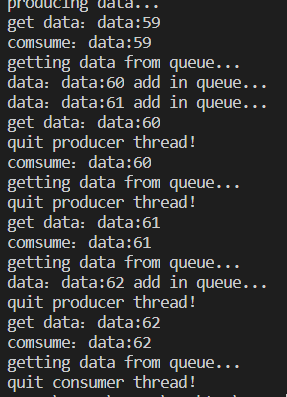 producing data...
get data: data:59
comsume: data:59
getting data from queue...
data: data:60 add in queue...
data: data:61 add in queue...
get data: data:60
quit producer thread!
comsume: data:60
getting data from queue...
quit producer thread!
get data: data:61
comsume: data:61
getting data from queue...
data: data:62 add in queue...
quit producer thread!
get data: data:62
comsume: data:62
getting data from queue...
quit consumer thread!